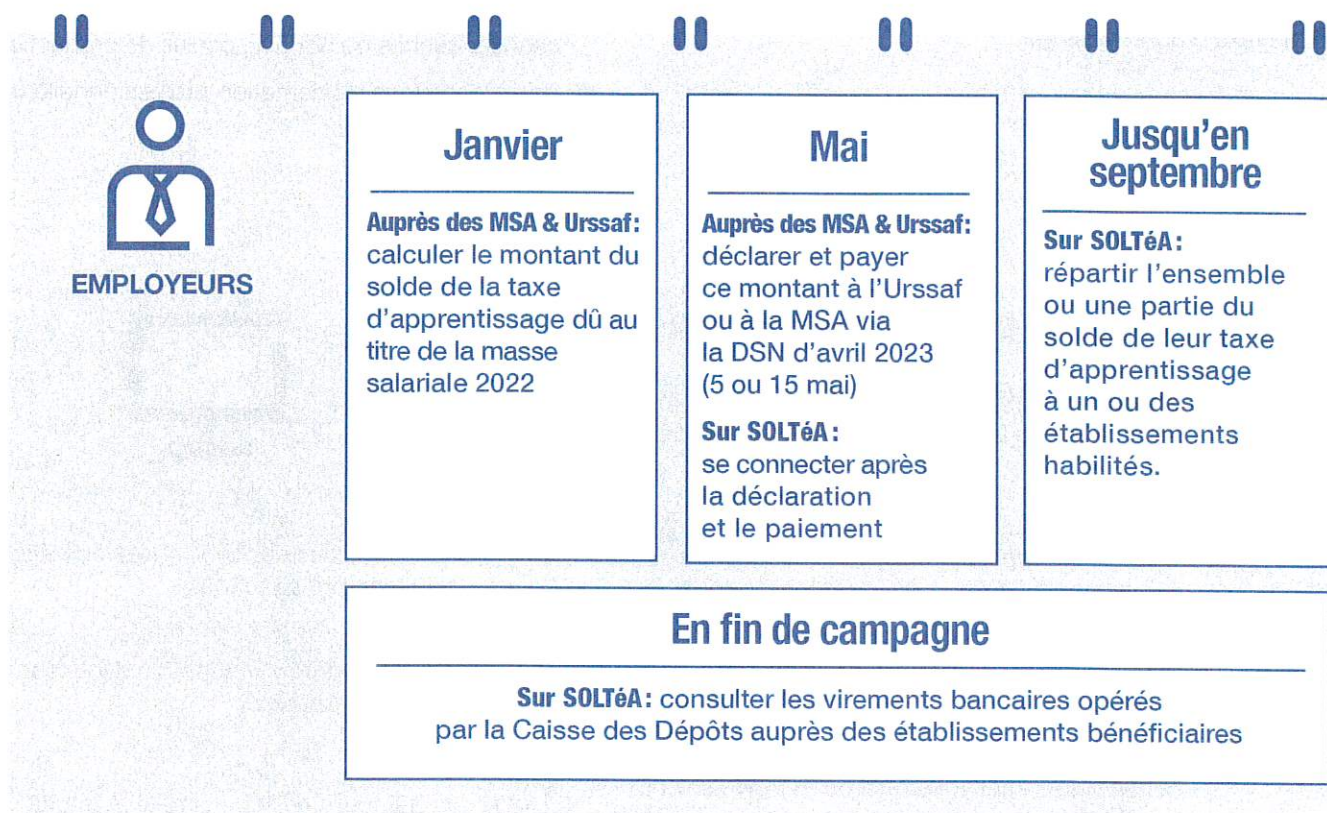 EMPLOYEURS
Janvier
Auprès des MSA & Urssaf :
calculer le montant du
solde de la taxe
d'apprentissage dû au
titre de la masse
salariale 2022
Mai
Auprès des MSA & Urssaf :
déclarer et payer
ce montant à l'Urssaf
ou à la MSA via
la DSN d'avril 2023
(5 ou 15 mai)
Sur SOLTéA :
se connecter après
la déclaration
et le paiement
Jusqu'en
septembre
Sur SOLTéA :
répartir l'ensemble
ou une partie du
solde de leur taxe
d'apprentissage
à un ou des
établissements
habilités.
En fin de campagne
Sur SOLTéA : consulter les virements bancaires opérés
par la Caisse des Dépôts auprès des établissements bénéficiaires